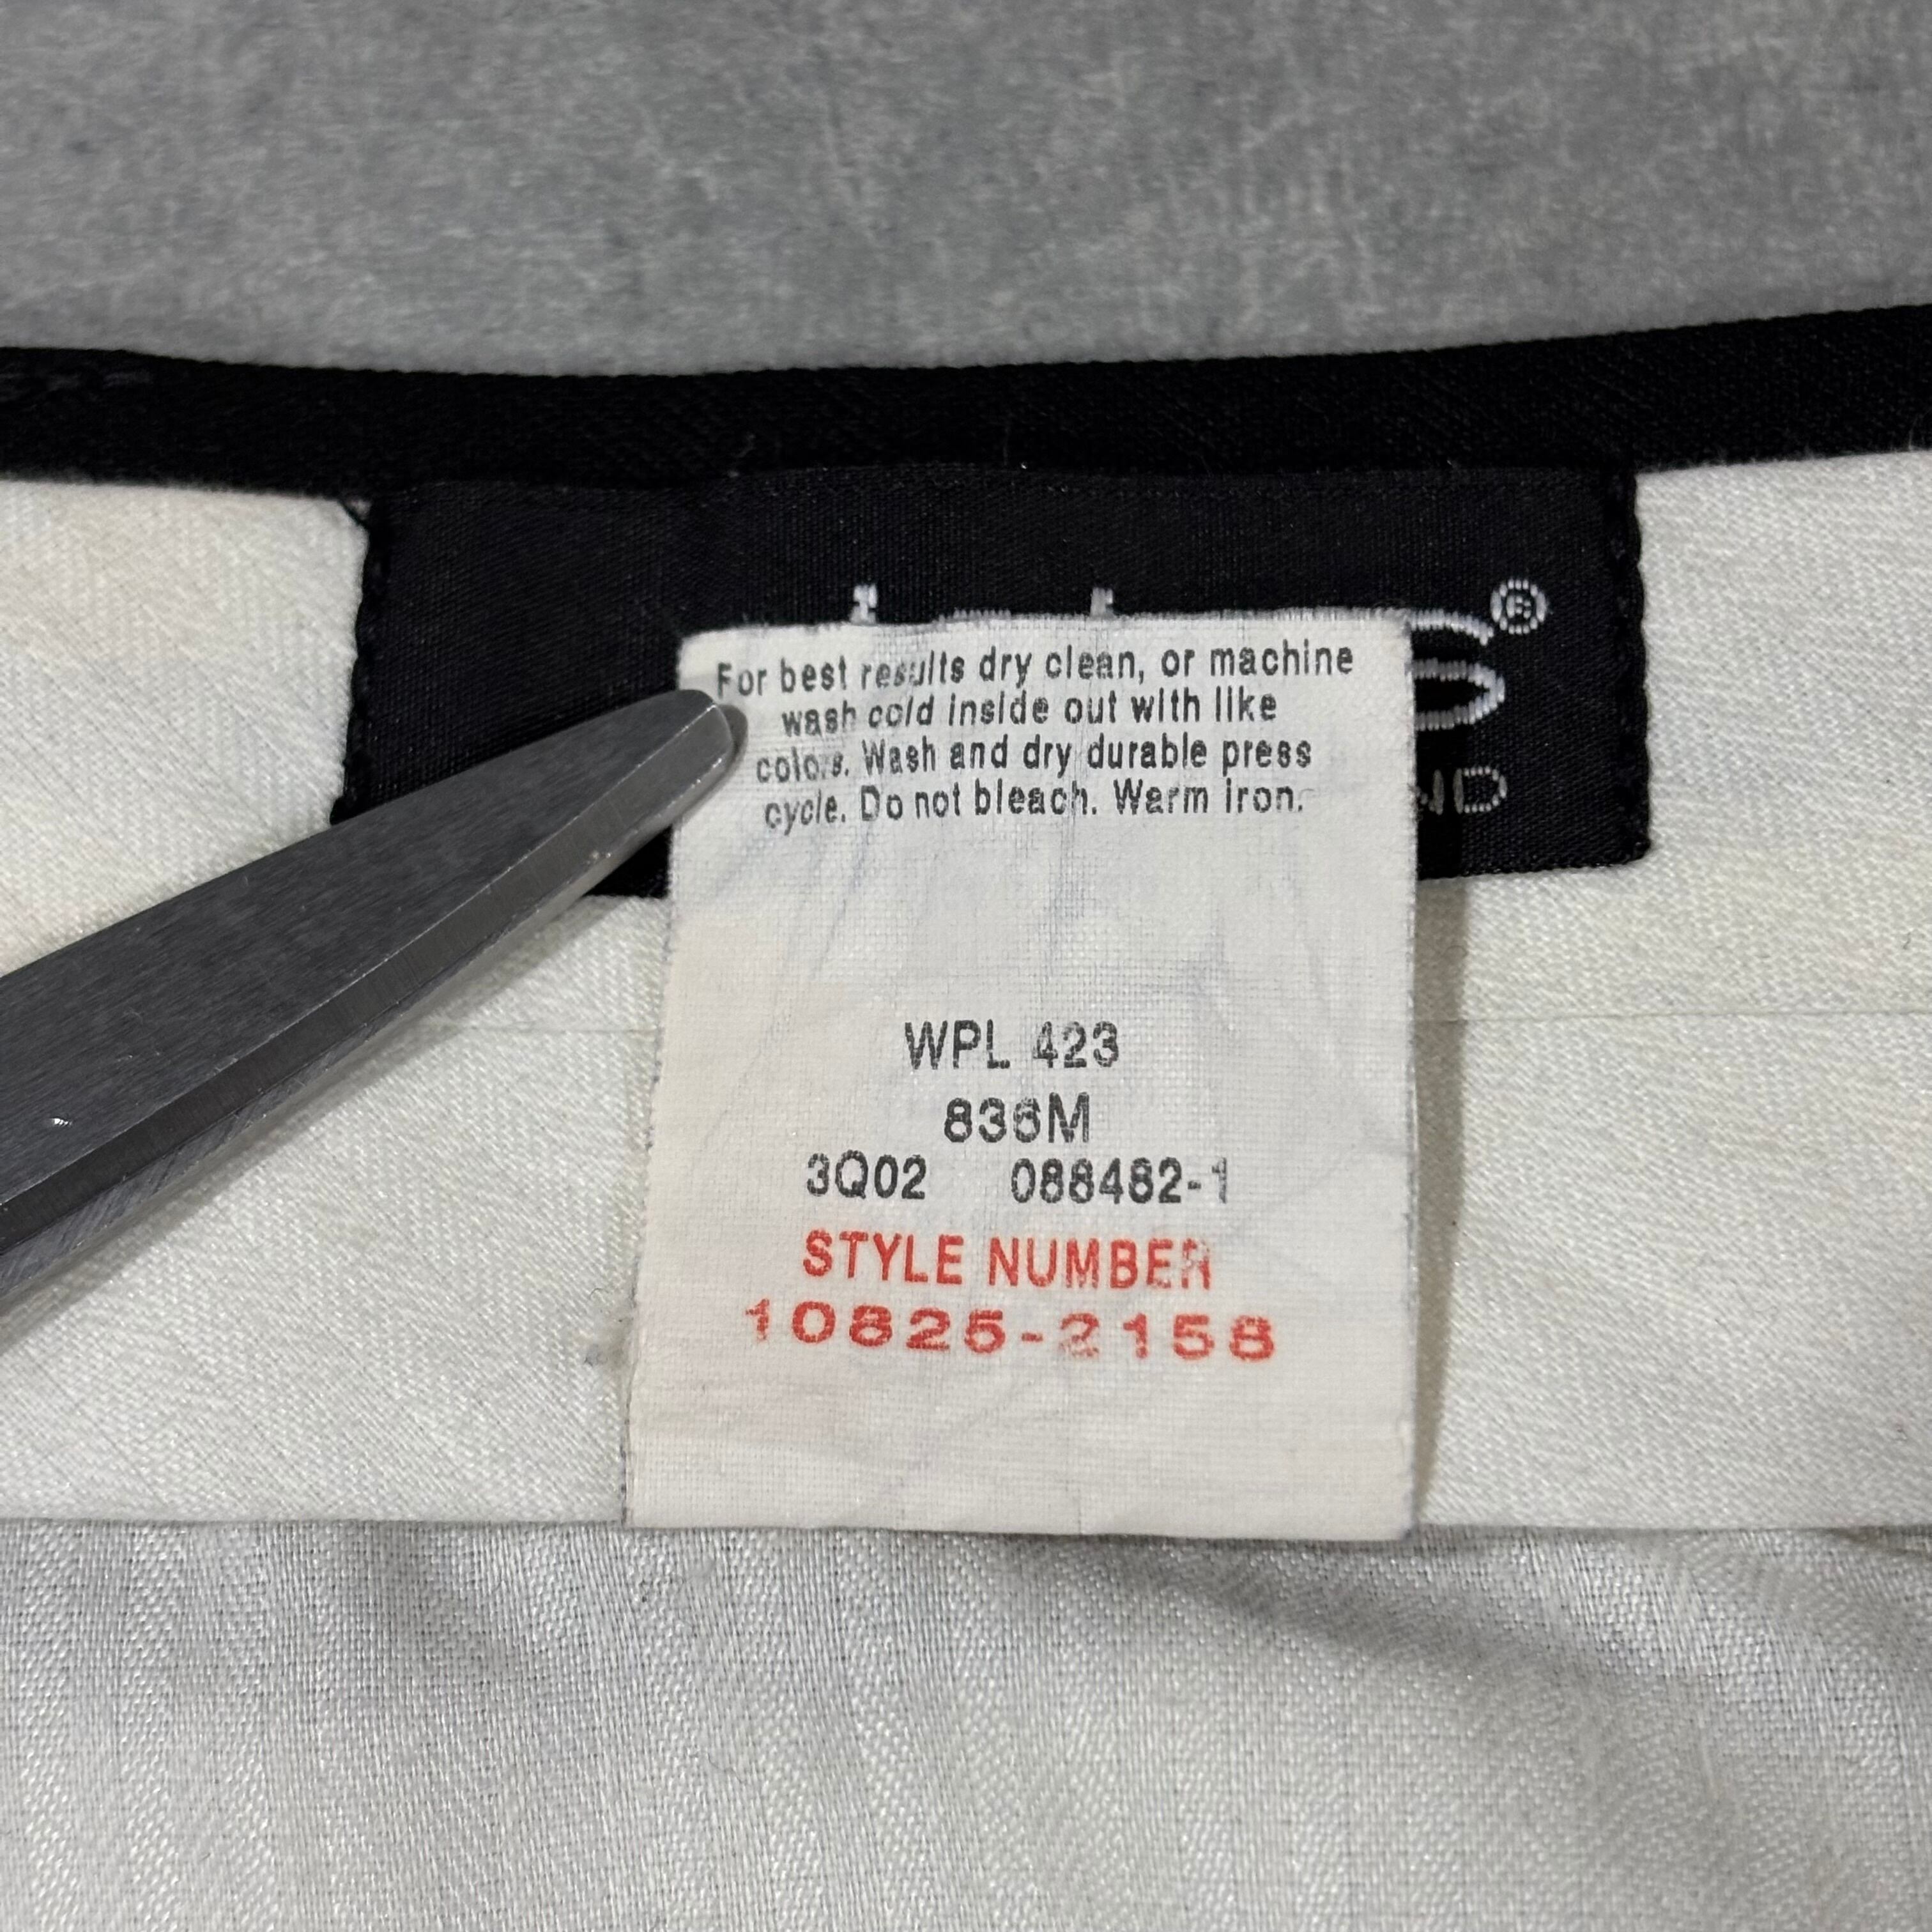 ®
For best results dry clean, or machine
wash cold inside out with like
colors. Wash and dry durable press
cycle. Do not bleach. Warm iron.
WPL 423
836M
3Q02 088482-1
STYLE NUMBER
10825-2158